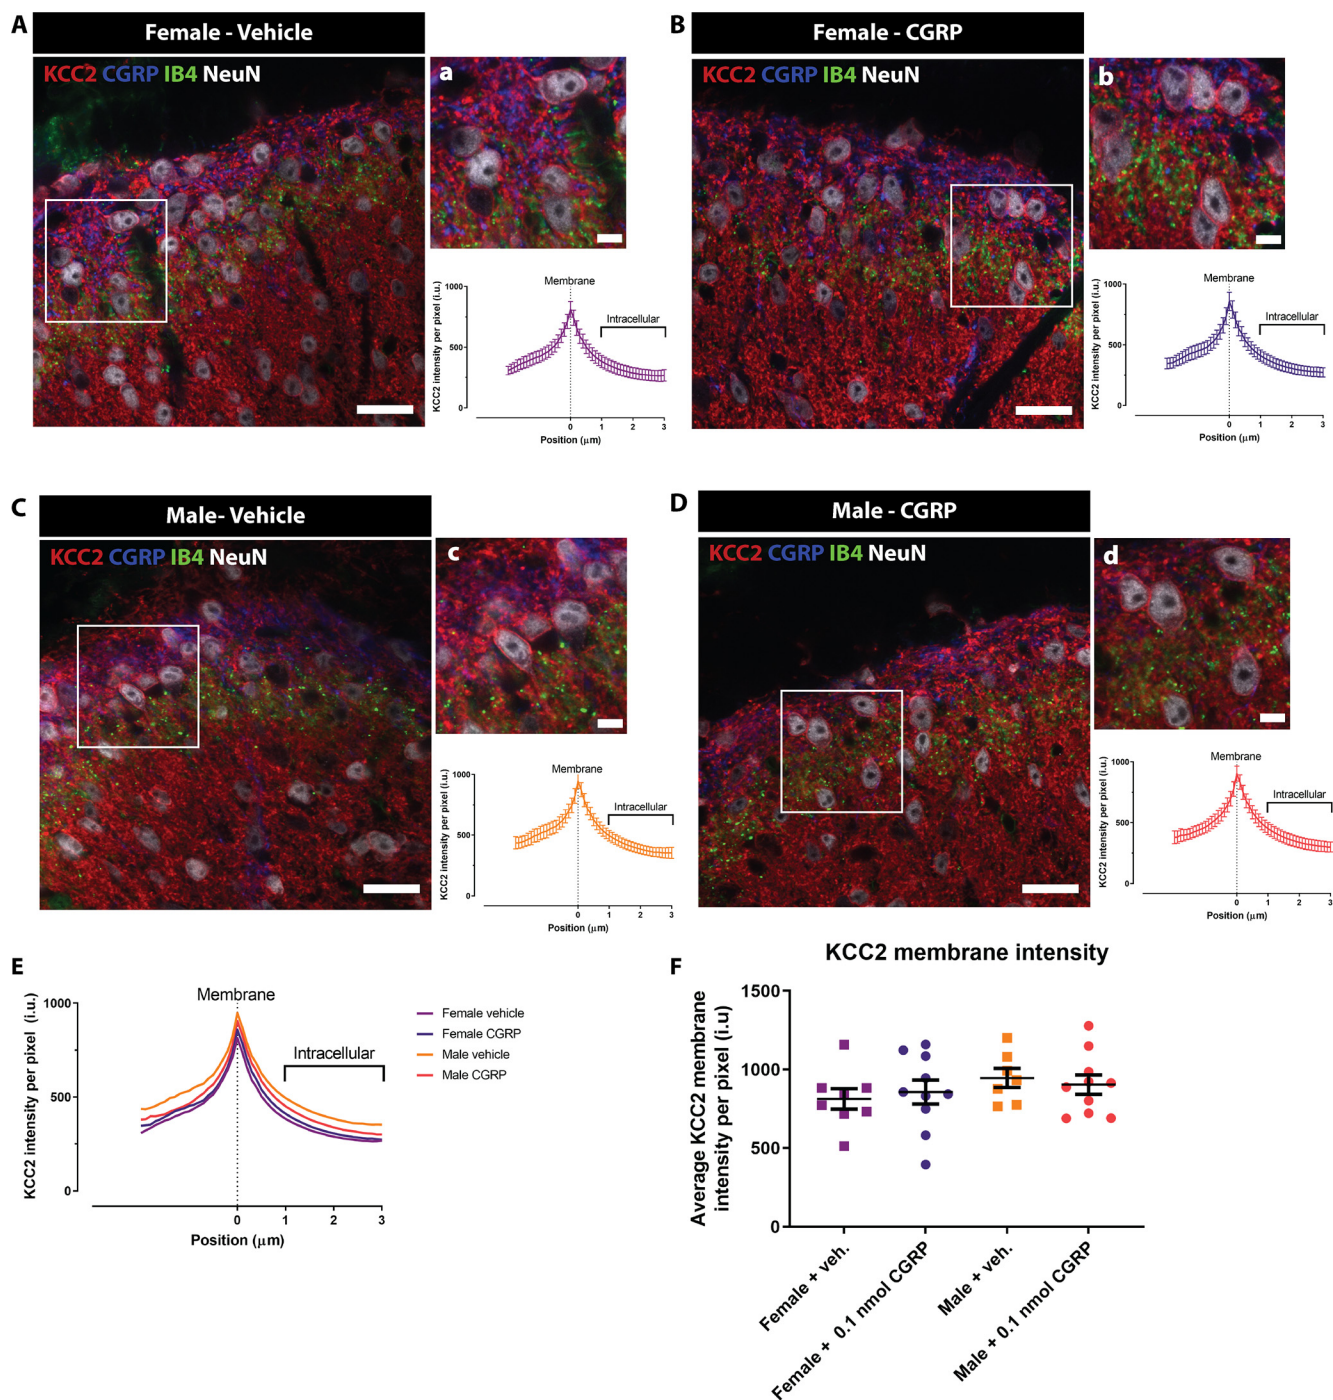 A
Female - Vehicle
KCC2 CGRP IB4 NeuN
a
KCC2 intensity per pixel (i.u.)
1000
500
0
Membrane
Intracellular
0 1 2 3
Position (μm)
B
Female - CGRP
KCC2 CGRP IB4 NeuN
b
KCC2 intensity per pixel (i.u.)
1000
500
0
Membrane
Intracellular
0 1 2 3
Position (μm)
C
Male- Vehicle
KCC2 CGRP IB4 NeuN
c
KCC2 intensity per pixel (i.u.)
1000
500
0
Membrane
Intracellular
0 1 2 3
Position (μm)
D
Male - CGRP
KCC2 CGRP IB4 NeuN
d
KCC2 intensity per pixel (i.u.)
1000
500
0
Membrane
Intracellular
0 1 2 3
Position (μm)
E
KCC2 intensity per pixel (i.u.)
1000
500
0
Membrane
Intracellular
0 1 2 3
Position (μm)
Female vehicle
Female CGRP
Male vehicle
Male CGRP
F
KCC2 membrane intensity
Average KCC2 membrane
intensity per pixel (i.u)
1500
1000
500
0
Female + veh.
Female + 0.1 nmol CGRP
Male + veh.
Male + 0.1 nmol CGRP